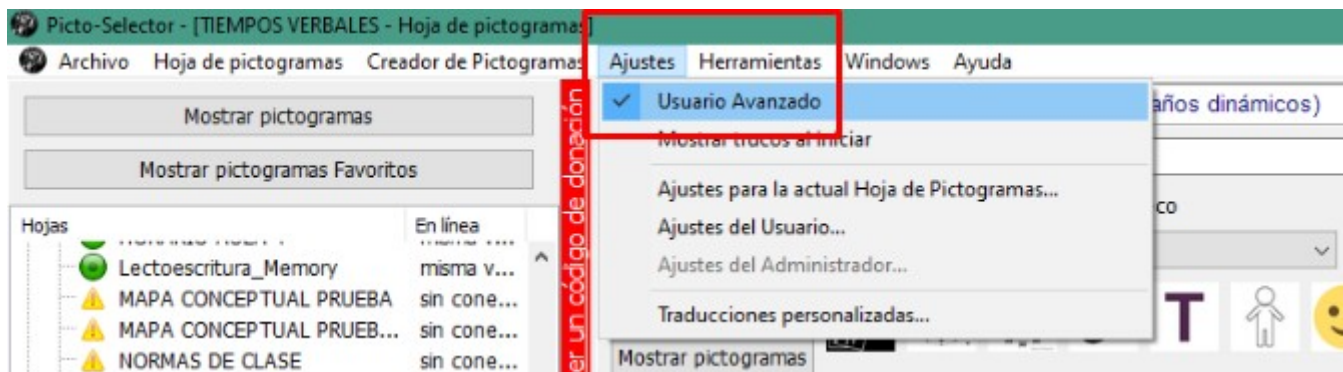 Picto-Selector - [TIEMPOS VERBALES - Hoja de pictogramas]
Archivo Hoja de pictogramas Creador de Pictogramas Ajustes Herramientas Windows Ayuda
Mostrar pictogramas
Mostrar pictogramas Favoritos
Hojas En línea
Lectoescritura_Memory misma v...
MAPA CONCEPTUAL PRUEBA sin cone...
MAPA CONCEPTUAL PRUEB... sin cone...
NORMAS DE CLASE sin cone...
er un código de donación
Usuario Avanzado
Mostrar trucos al iniciar
Ajustes para la actual Hoja de Pictogramas...
Ajustes del Usuario...
Ajustes del Administrador...
Traducciones personalizadas...
años dinámicos)
co
T
Mostrar pictogramas